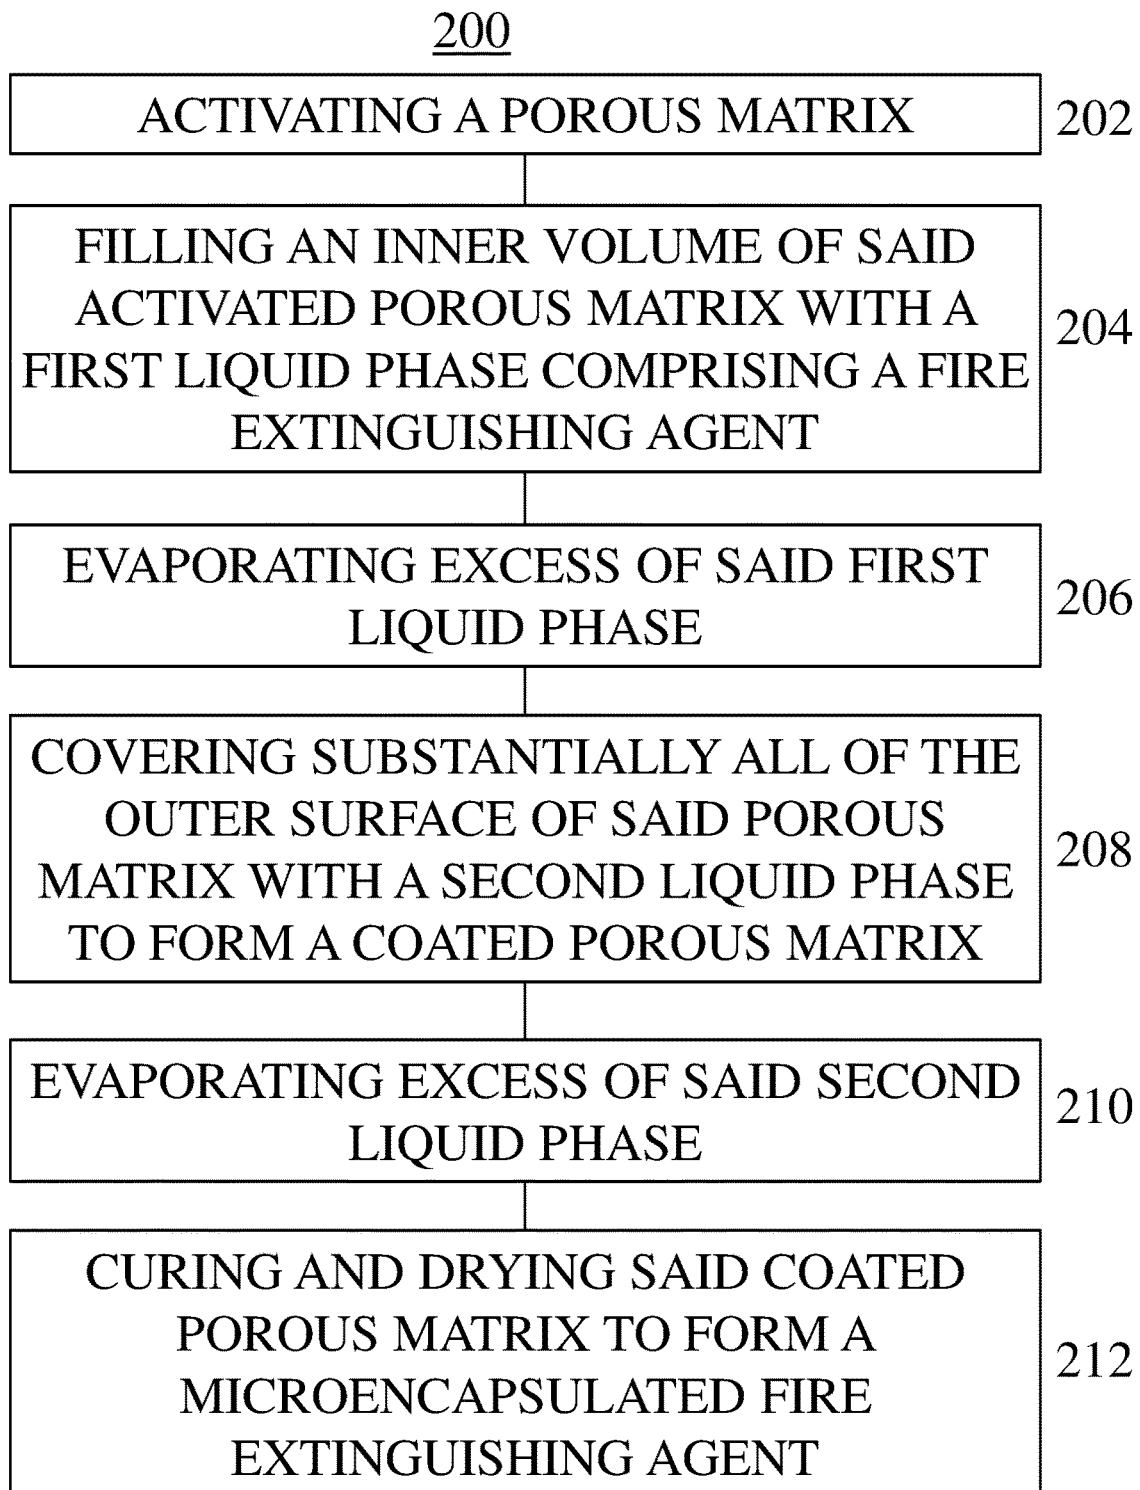 200
ACTIVATING A POROUS MATRIX
202
FILLING AN INNER VOLUME OF SAID
ACTIVATED POROUS MATRIX WITH A
FIRST LIQUID PHASE COMPRISING A FIRE
EXTINGUISHING AGENT
204
EVAPORATING EXCESS OF SAID FIRST
LIQUID PHASE
206
COVERING SUBSTANTIALLY ALL OF THE
OUTER SURFACE OF SAID POROUS
MATRIX WITH A SECOND LIQUID PHASE
TO FORM A COATED POROUS MATRIX
208
EVAPORATING EXCESS OF SAID SECOND
LIQUID PHASE
210
CURING AND DRYING SAID COATED
POROUS MATRIX TO FORM A
MICROENCAPSULATED FIRE
EXTINGUISHING AGENT
212